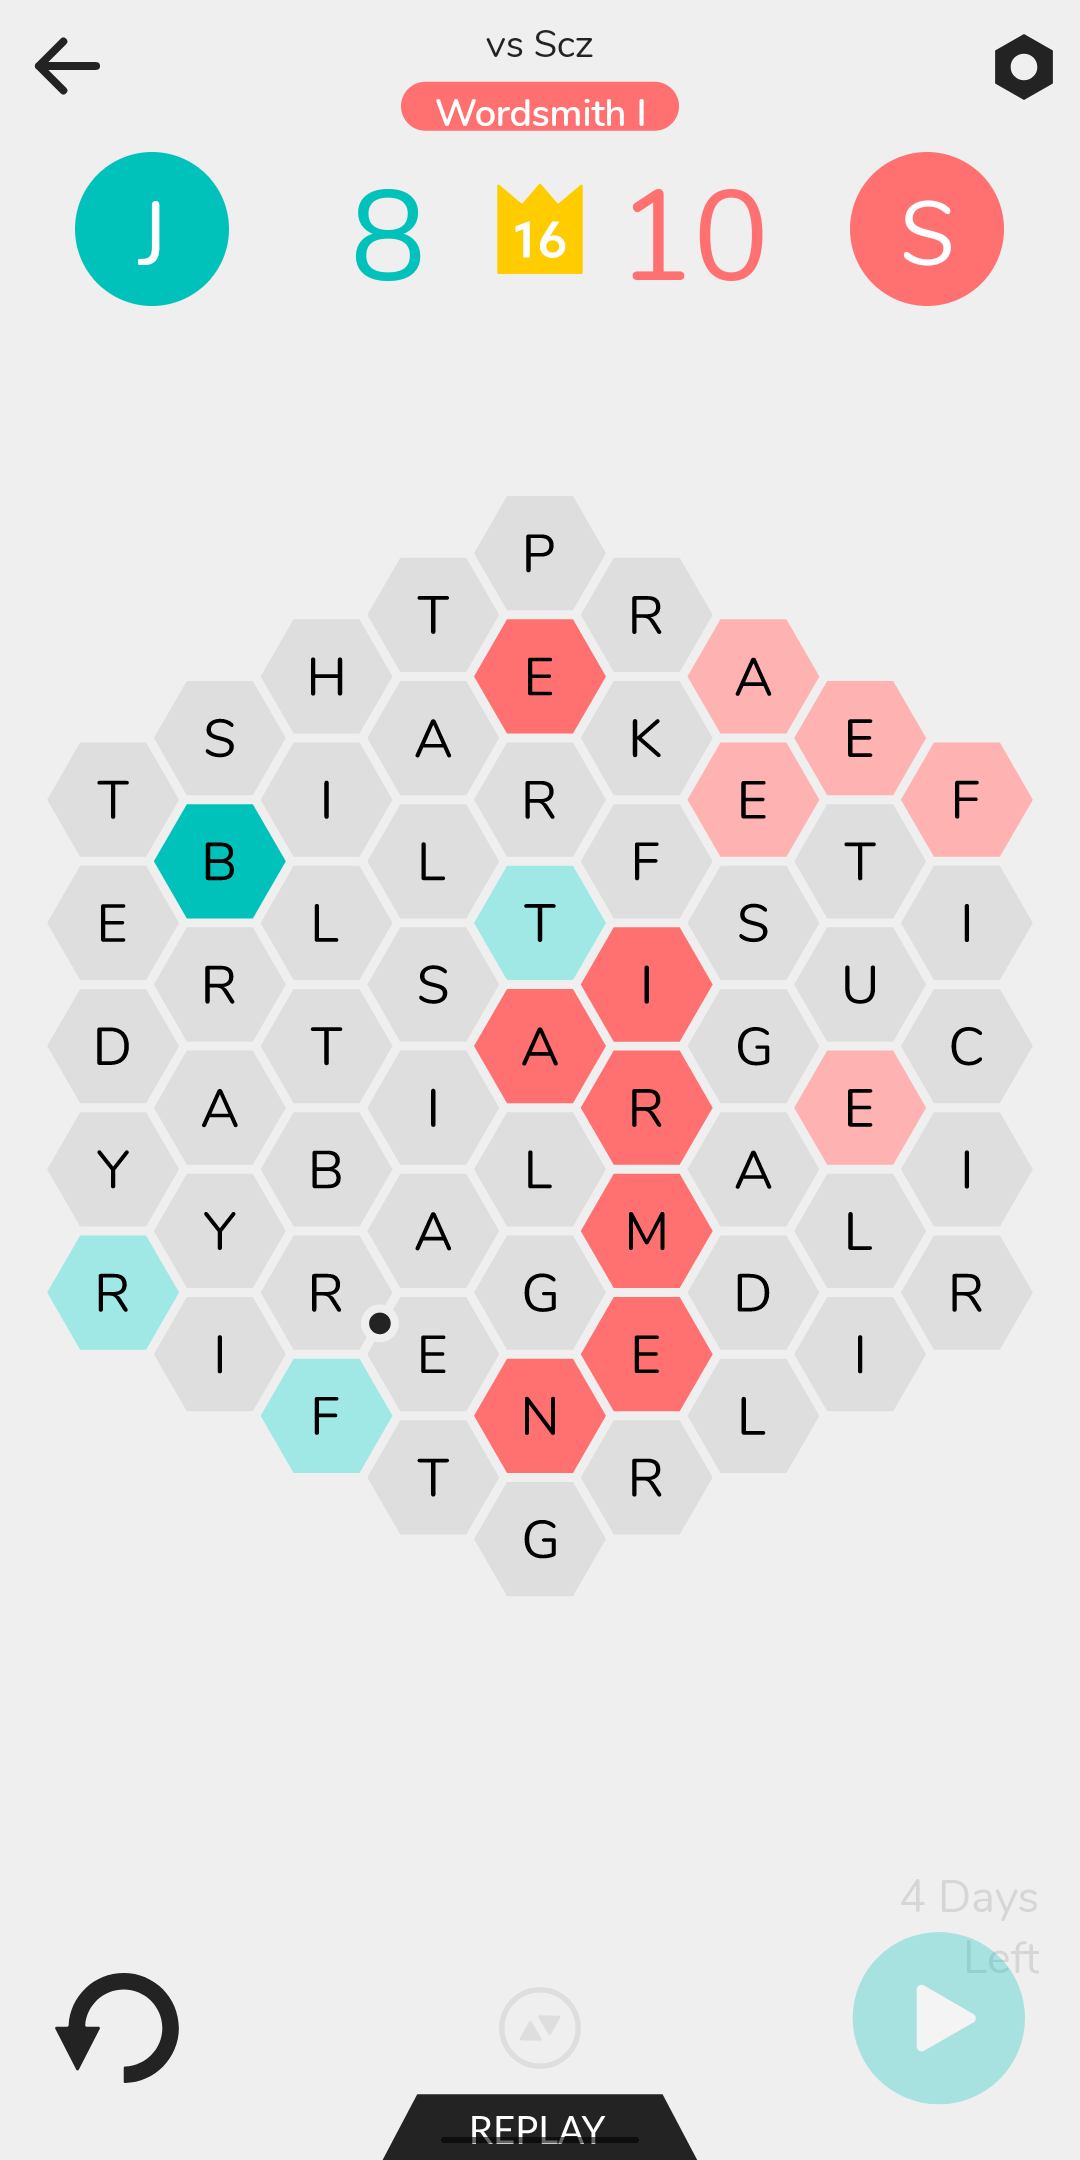 vs Scz
Wordsmith I
J 8 16 10 S
P
T R
H E A
S A K E
T I R E F
B L F T
E L T S I
R S I U
D T A G C
A I R E
Y B L A I
Y A M L
R R G D R
I E E I
F N L
T R
G
4 Days
Left
REPLAY